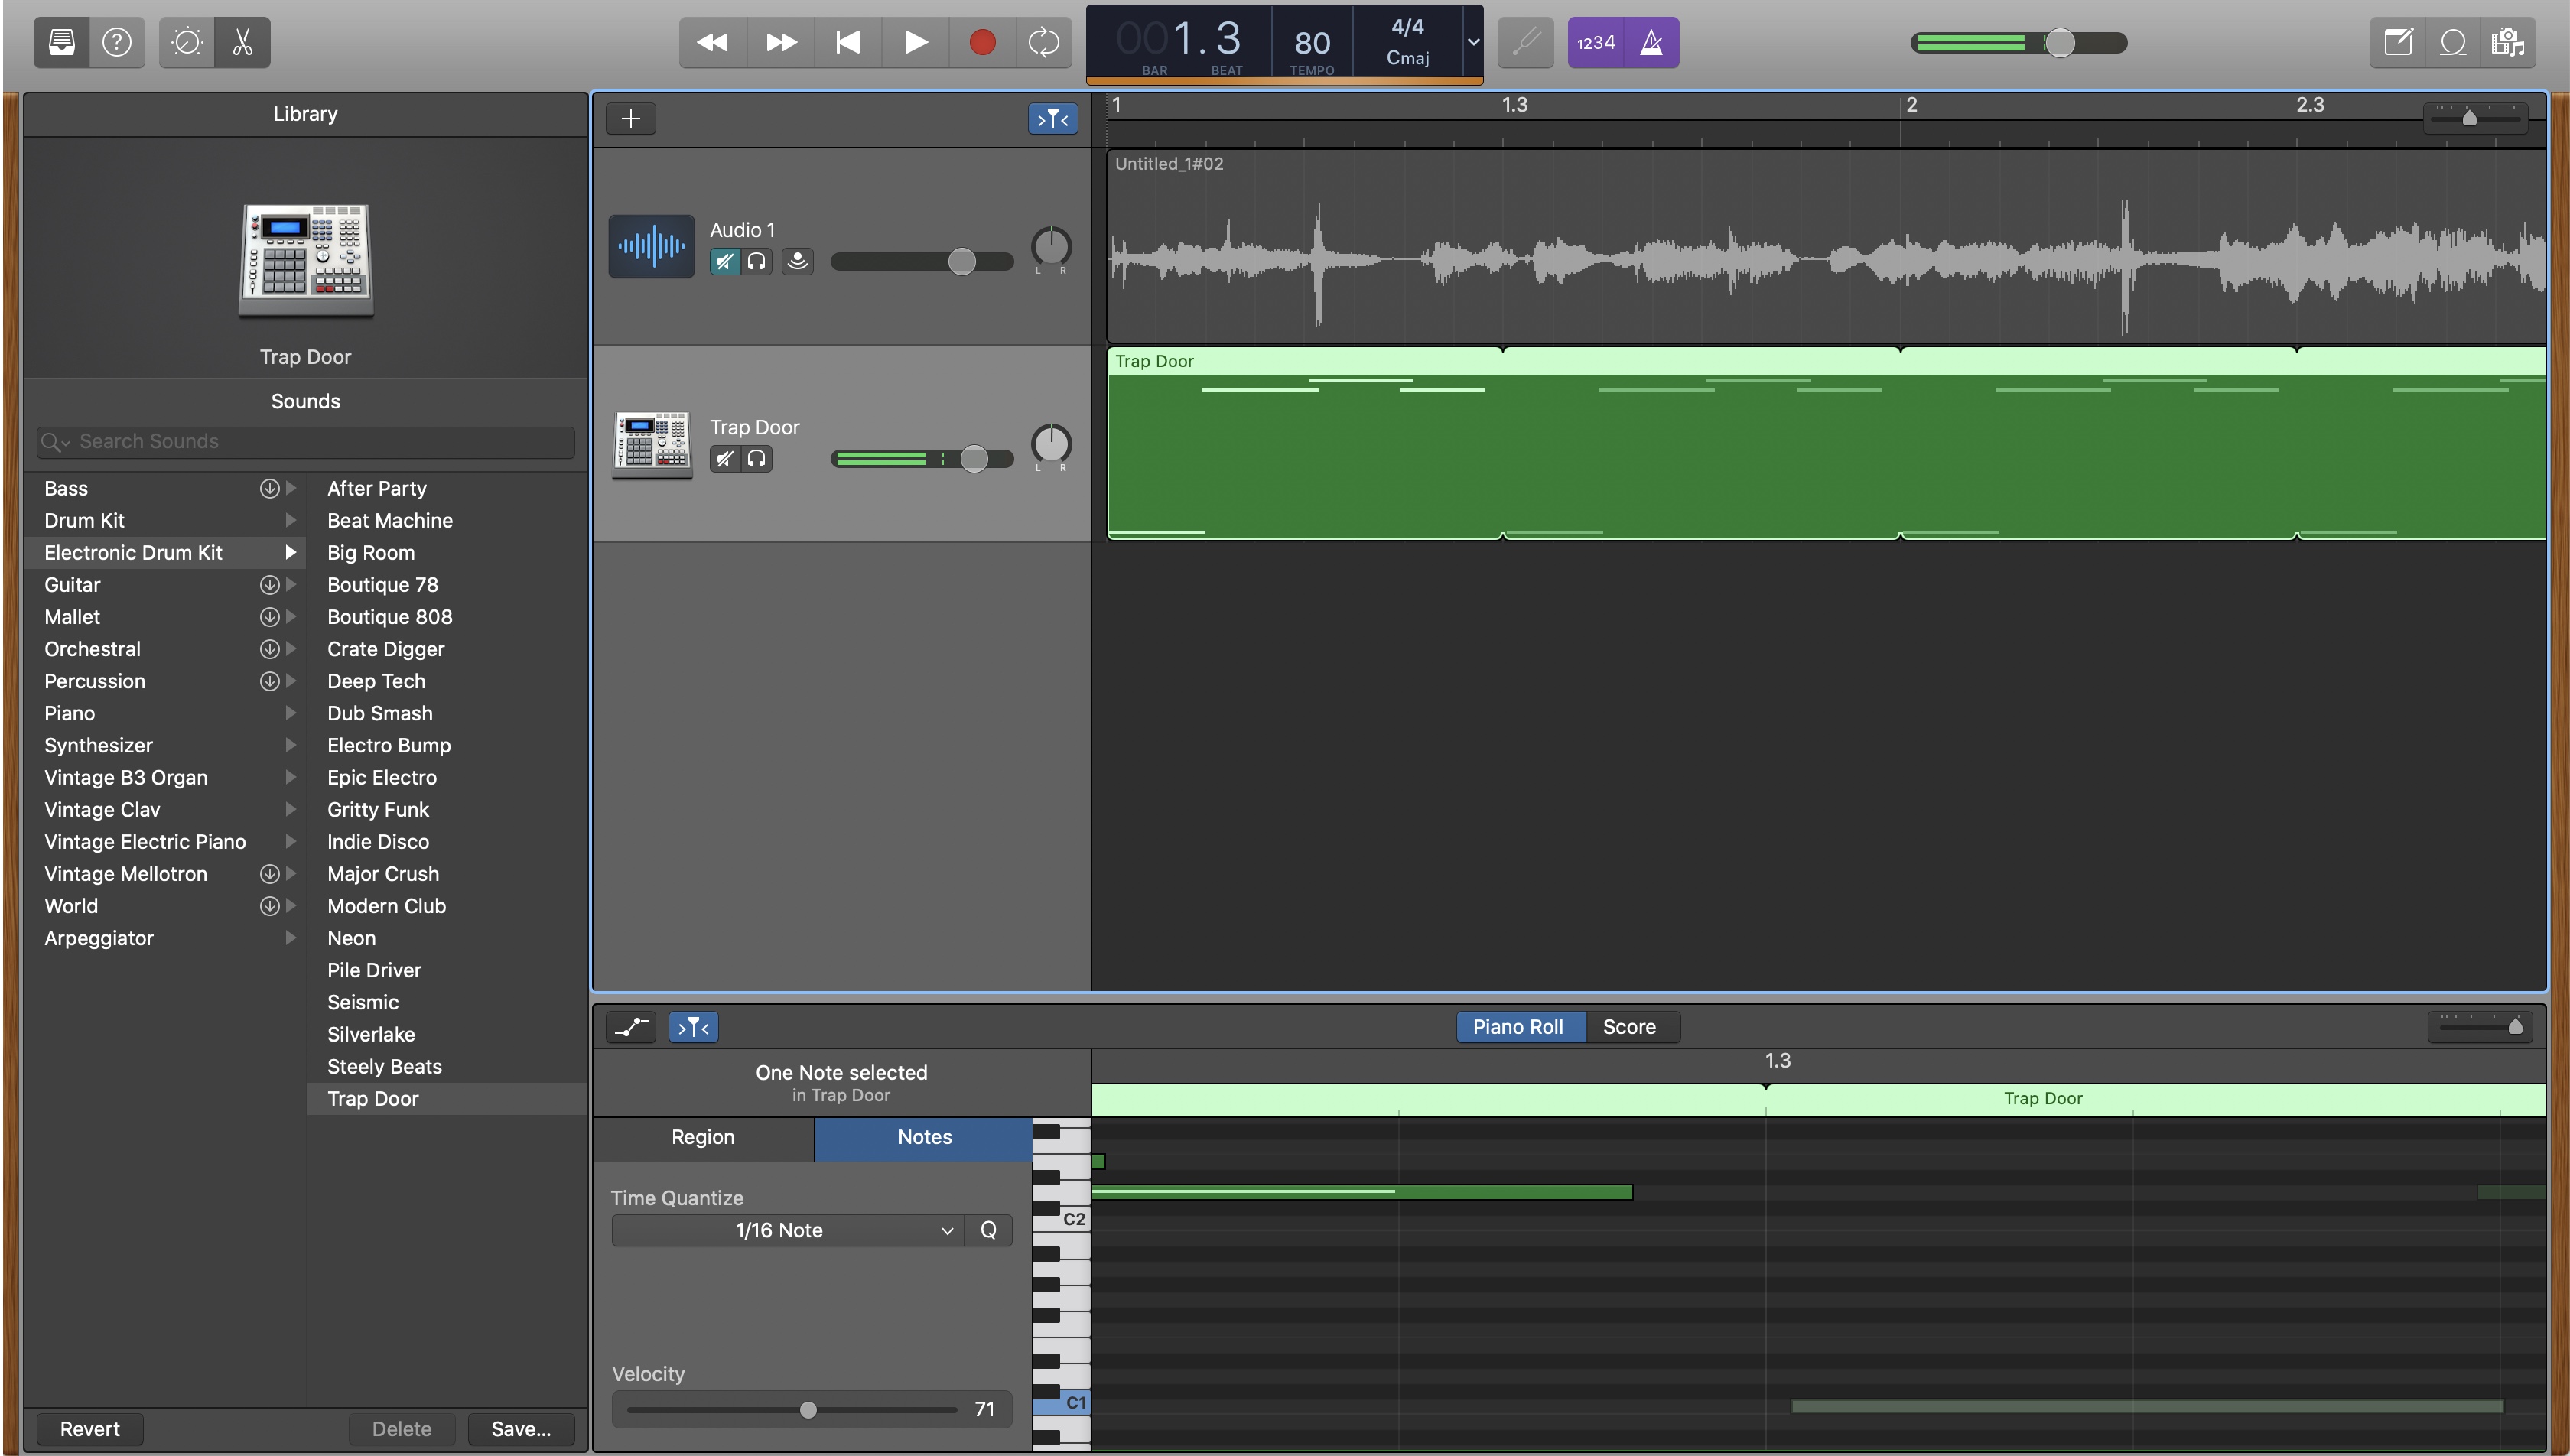 001.3
80
4/4
Cmaj
BAR
BEAT
TEMPO
1234
Library
Trap Door
Sounds
Search Sounds
Bass
Drum Kit
Electronic Drum Kit
Guitar
Mallet
Orchestral
Percussion
Piano
Synthesizer
Vintage B3 Organ
Vintage Clav
Vintage Electric Piano
Vintage Mellotron
World
Arpeggiator
After Party
Beat Machine
Big Room
Boutique 78
Boutique 808
Crate Digger
Deep Tech
Dub Smash
Electro Bump
Epic Electro
Gritty Funk
Indie Disco
Major Crush
Modern Club
Neon
Pile Driver
Seismic
Silverlake
Steely Beats
Trap Door
Revert
Delete
Save...
1 1.3 2 2.3
Audio 1
L R
Untitled_1#02
Trap Door
L R
Trap Door
Piano Roll
Score
One Note selected
in Trap Door
Region
Notes
Time Quantize
1/16 Note
Q
Velocity
71
1.3
Trap Door
C2
C1